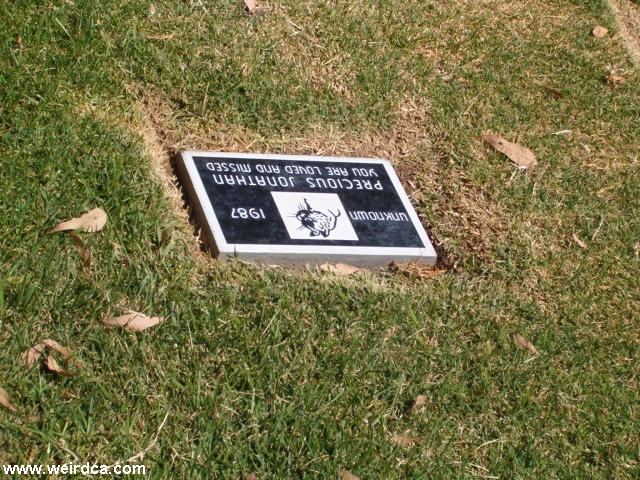 UNKNOWN 1987
PRECIOUS JONATHAN
YOU ARE LOVED AND MISSED
www.weirdca.com